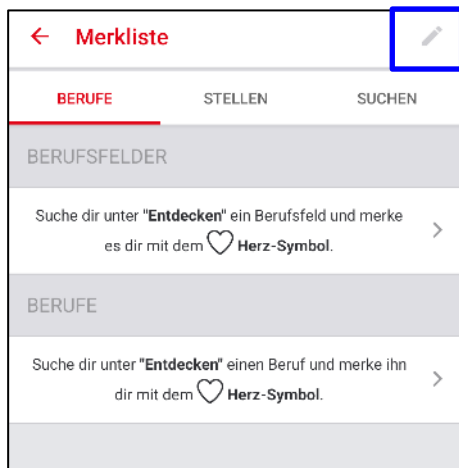 Merkliste
BERUFE STELLEN SUCHEN
BERUFSFELDER
Suche dir unter "Entdecken" ein Berufsfeld und merke
es dir mit dem Herz-Symbol.
BERUFE
Suche dir unter "Entdecken" einen Beruf und merke ihn
dir mit dem Herz-Symbol.